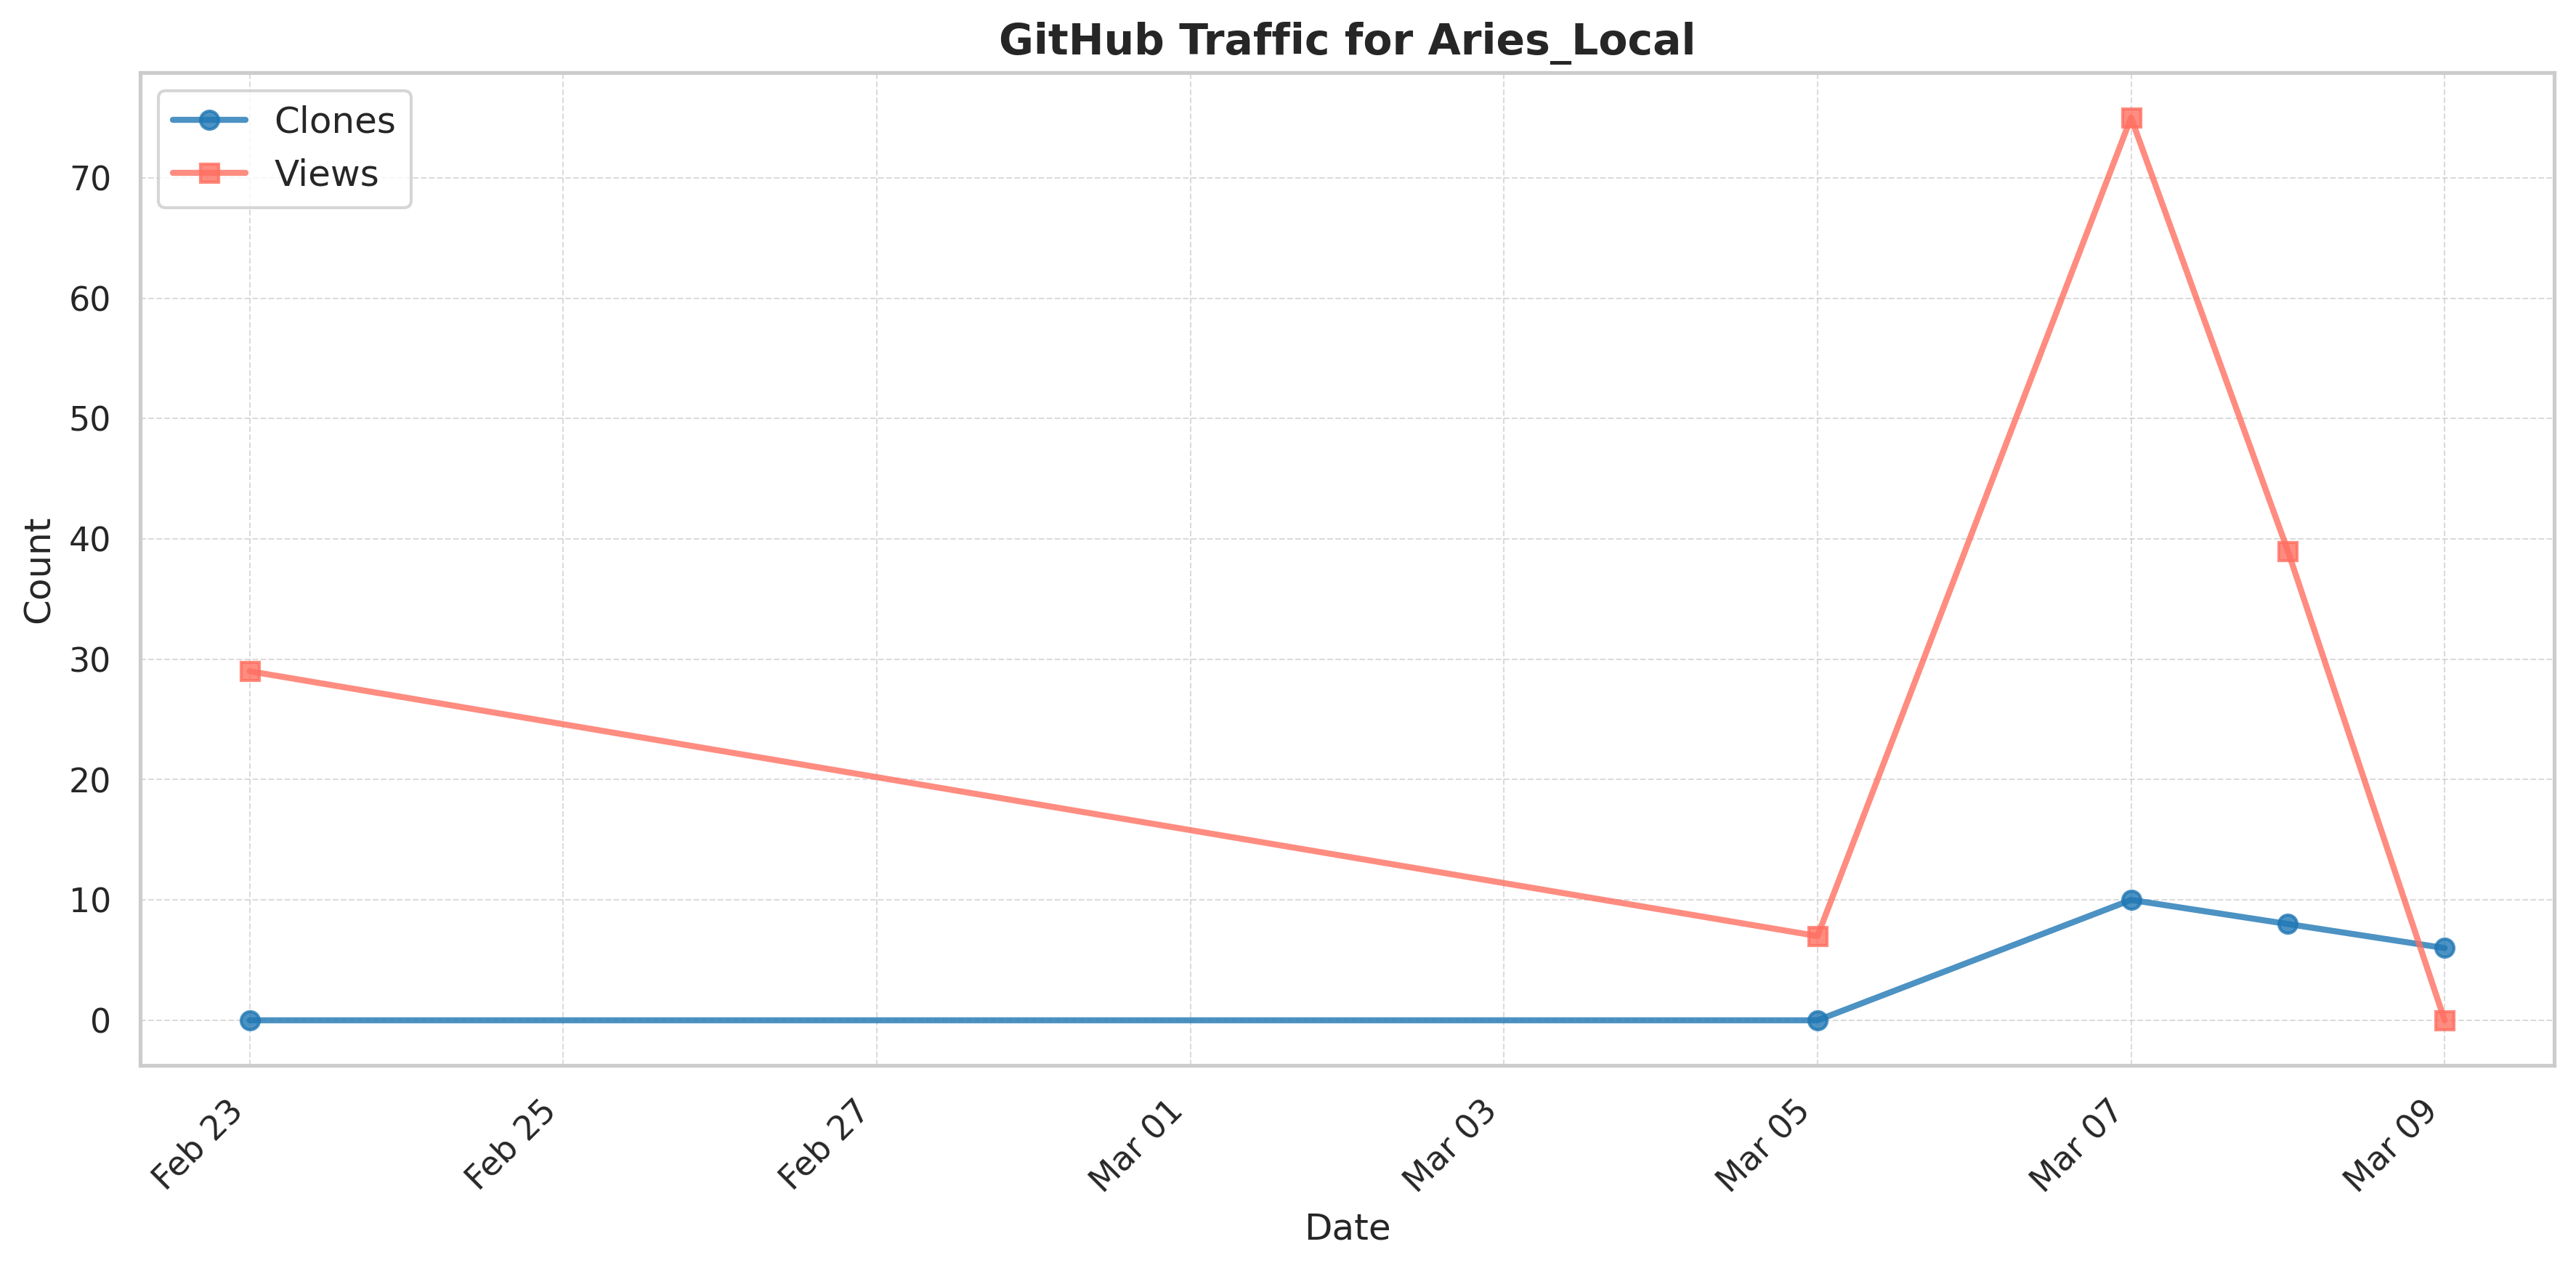 GitHub Traffic for Aries_Local
Clones
Views
70
60
50
40
30
20
10
0
Count
Feb 23
Feb 25
Feb 27
Mar 01
Mar 03
Mar 05
Mar 07
Mar 09
Date